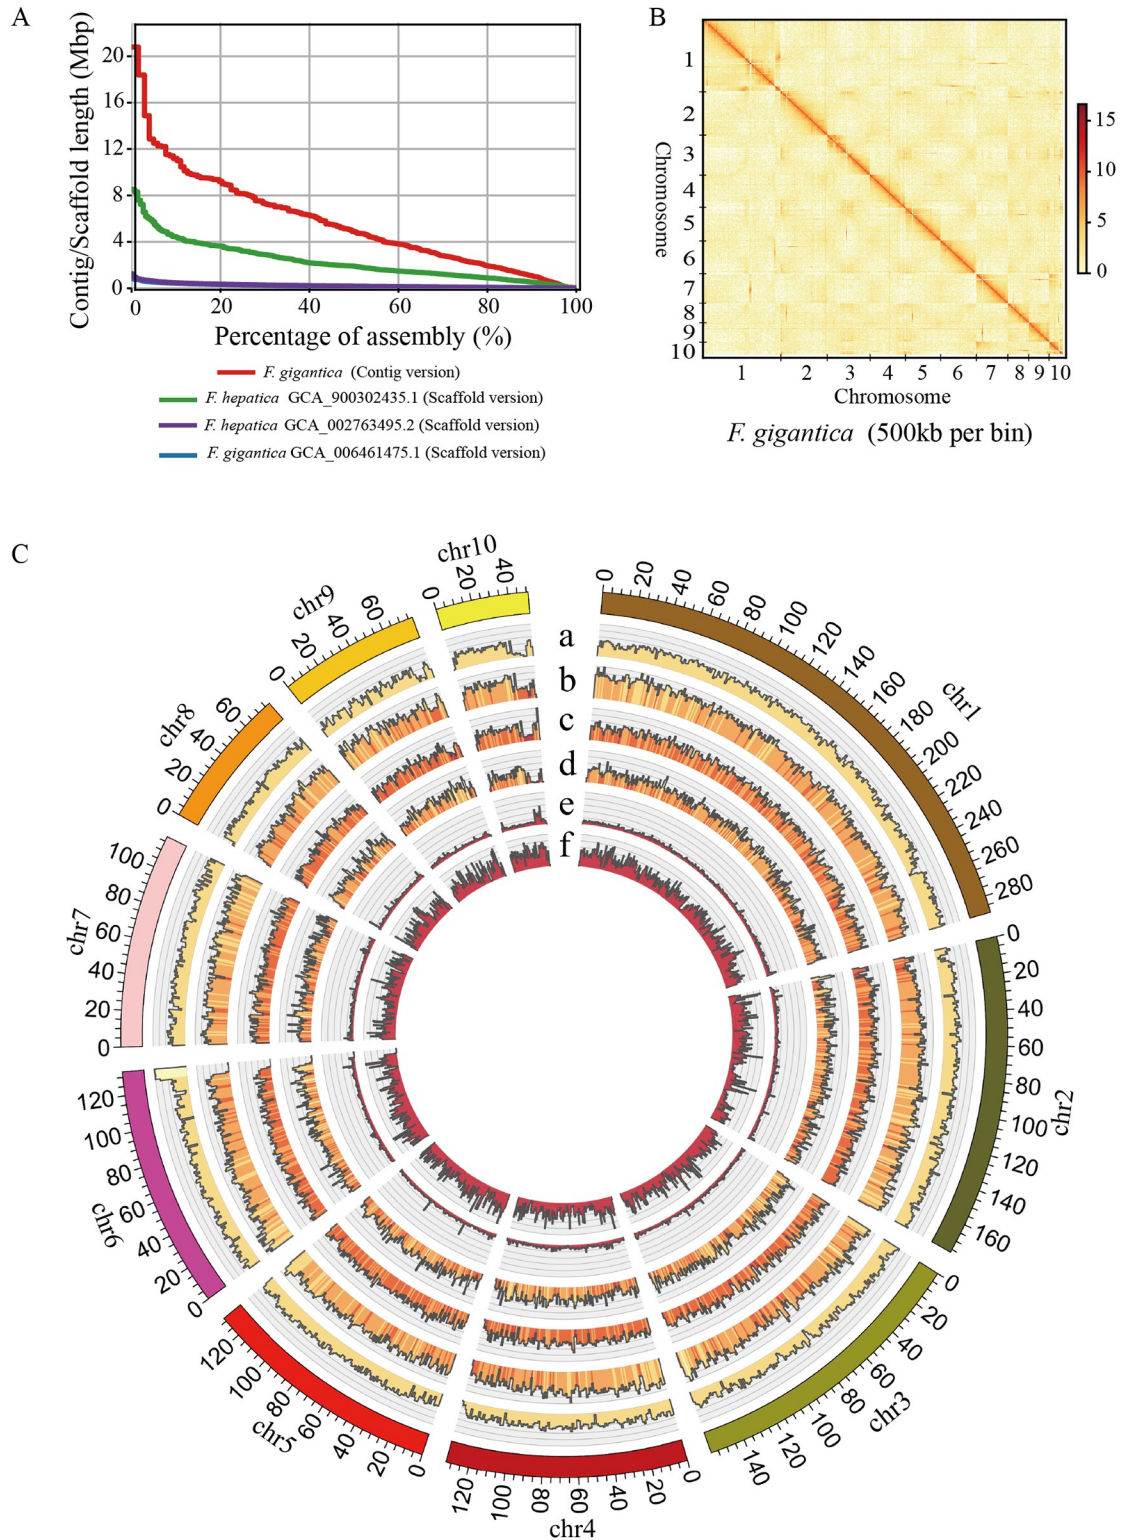 A
Contig/Scaffold length (Mbp)
20
16
12
8
4
0
0 20 40 60 80 100
Percentage of assembly (%)
F. gigantica (Contig version)
F. hepatica GCA_900302435.1 (Scaffold version)
F. hepatica GCA_002763495.2 (Scaffold version)
F. gigantica GCA_006461475.1 (Scaffold version)
B
Chromosome
1
2
3
4
5
6
7
8
9
10
1 2 3 4 5 6 7 8 9 10
Chromosome
15
10
5
0
F. gigantica (500kb per bin)
C
a
b
c
d
e
f
chr1
0 20 40 60 80 100 120 140 160 180 200 220 240 260 280
chr2
0 20 40 60 80 100 120 140 160
chr3
0 20 40 60 80 100 120 140
chr4
0 20 40 60 80 100 120
chr5
0 20 40 60 80 100 120
chr6
0 20 40 60 80 100 120
chr7
0 20 40 60 80 100
chr8
0 20 40 60
chr9
0 20 40 60
chr10
0 20 40